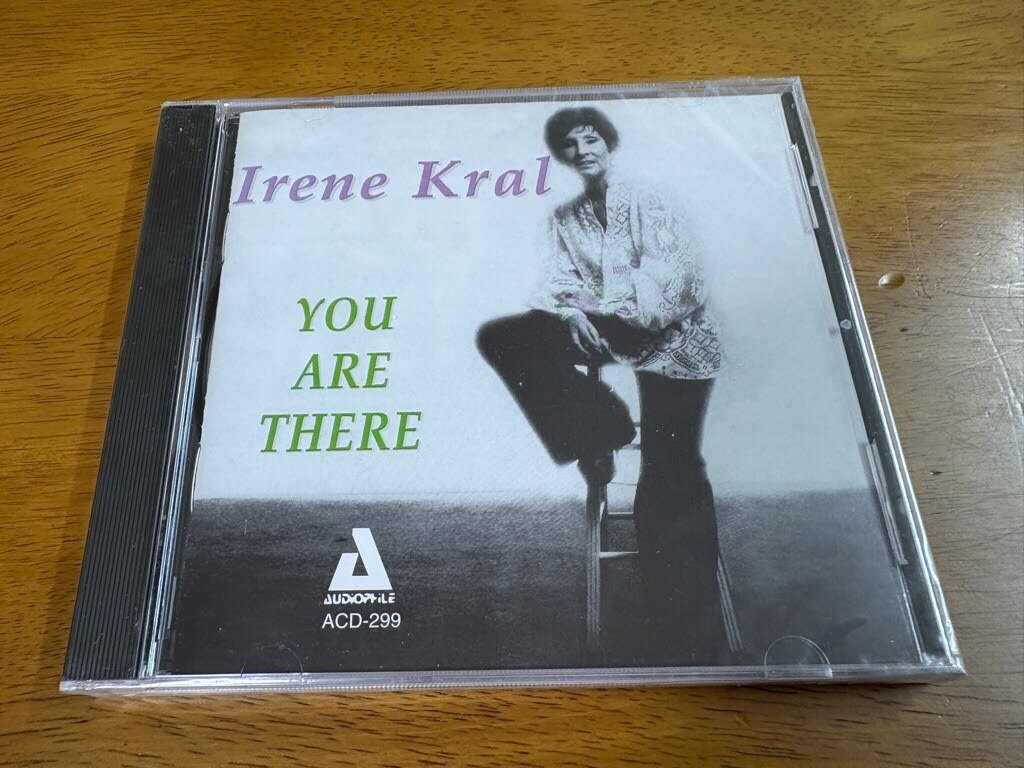 Irene Kral
YOU
ARE
THERE
AUDIOPHILE
ACD-299